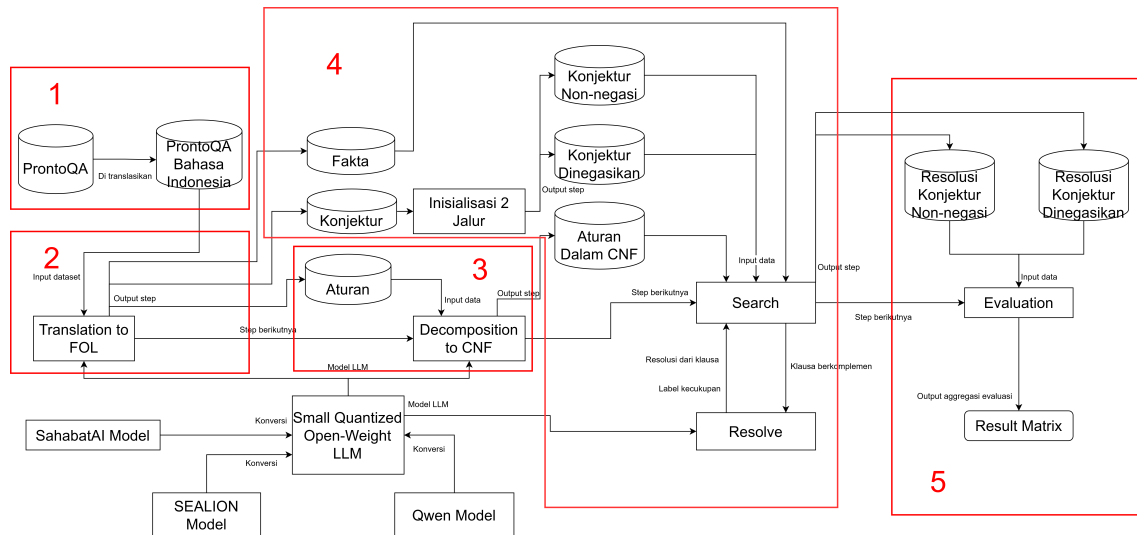 1
ProntoQA
Di translasikan
ProntoQA
Bahasa
Indonesia
2
Input dataset
Output step
Translation to
FOL
Step berikutnya
3
Aturan
Input data
Output step
Decomposition
to CNF
Step berikutnya
4
Fakta
Konjektur
Inisialisasi 2
Jalur
Output step
Konjektur
Non-negasi
Konjektur
Dinegasikan
Aturan
Dalam CNF
Input data
Search
Output step
Step berikutnya
Resolusi dari klausa
Label kecukupan
Klausa berkomplemen
Resolve
Model LLM
Model LLM
Small Quantized
Open-Weight
LLM
Konversi
Konversi
Konversi
SahabatAI Model
SEALION
Model
Qwen Model
Resolusi
Konjektur
Non-negasi
Resolusi
Konjektur
Dinegasikan
Input data
Evaluation
Output aggregasi evaluasi
Result Matrix
5